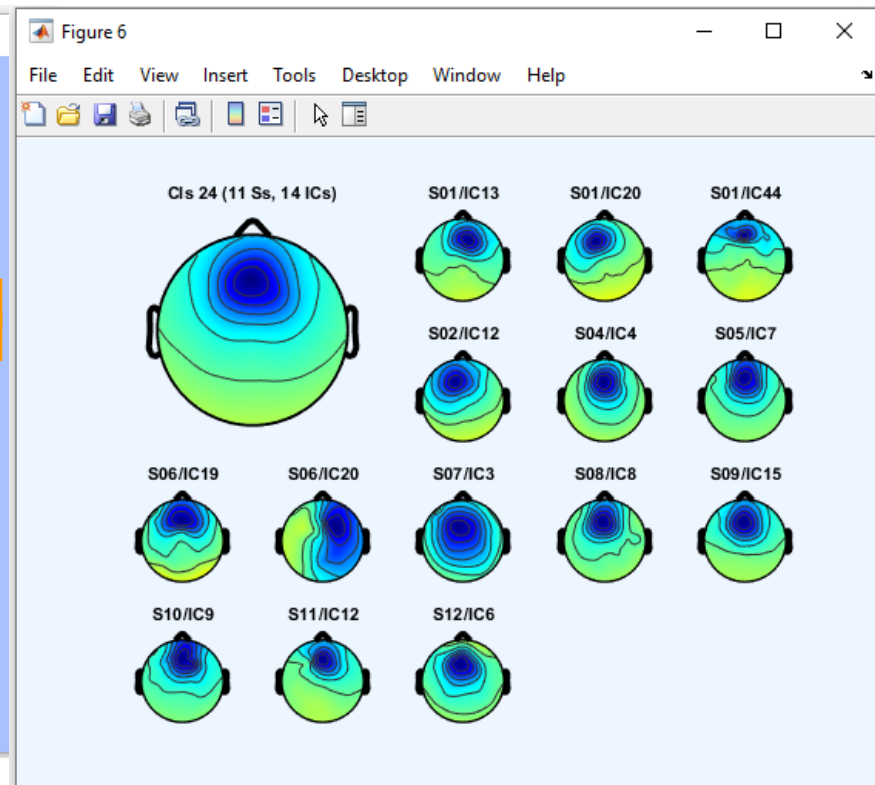 Figure 6
File Edit View Insert Tools Desktop Window Help
Cls 24 (11 Ss, 14 ICs)
S01/IC13 S01/IC20 S01/IC44
S02/IC12 S04/IC4 S05/IC7
S06/IC19 S06/IC20 S07/IC3 S08/IC8 S09/IC15
S10/IC9 S11/IC12 S12/IC6